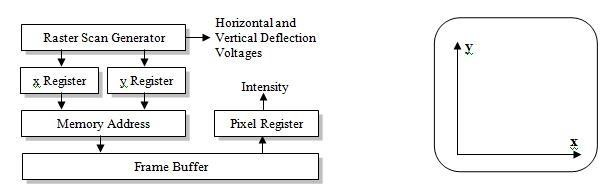 Raster Scan Generator
Horizontal and
Vertical Deflection
Voltages
x Register
y Register
Intensity
Memory Address
Pixel Register
Frame Buffer
y
x